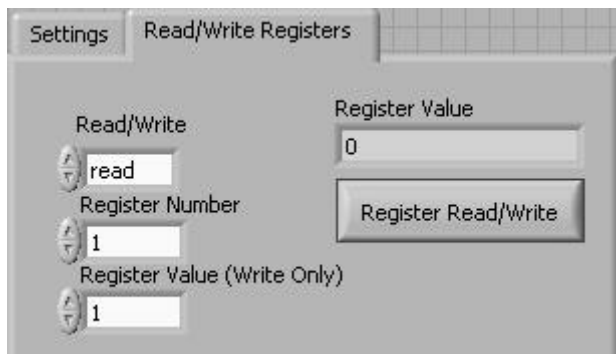 Settings
Read/Write Registers
Read/Write
read
Register Number
1
Register Value (Write Only)
1
Register Value
0
Register Read/Write